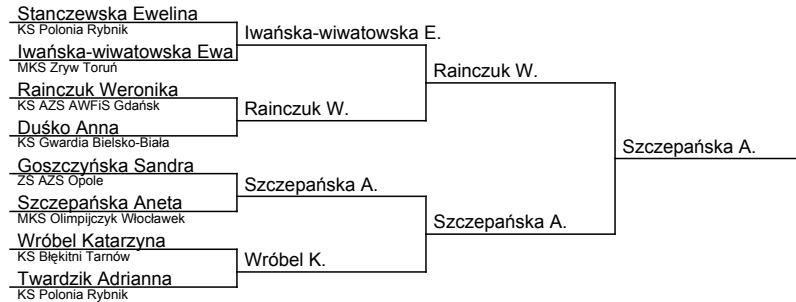 Stanczewska Ewelina
KS Polonia Rybnik
Iwańska-wiwatowska Ewa
MKS Zryw Toruń
Rainczuk Weronika
KS AZS AWFiS Gdańsk
Duśko Anna
KS Gwardia Bielsko-Biała
Goszczyńska Sandra
ZS AZS Opole
Szczepańska Aneta
MKS Olimpijczyk Włocławek
Wróbel Katarzyna
KS Błękitni Tarnów
Twardzik Adrianna
KS Polonia Rybnik
Iwańska-wiwatowska E.
Rainczuk W.
Szczepańska A.
Wróbel K.
Rainczuk W.
Szczepańska A.
Szczepańska A.